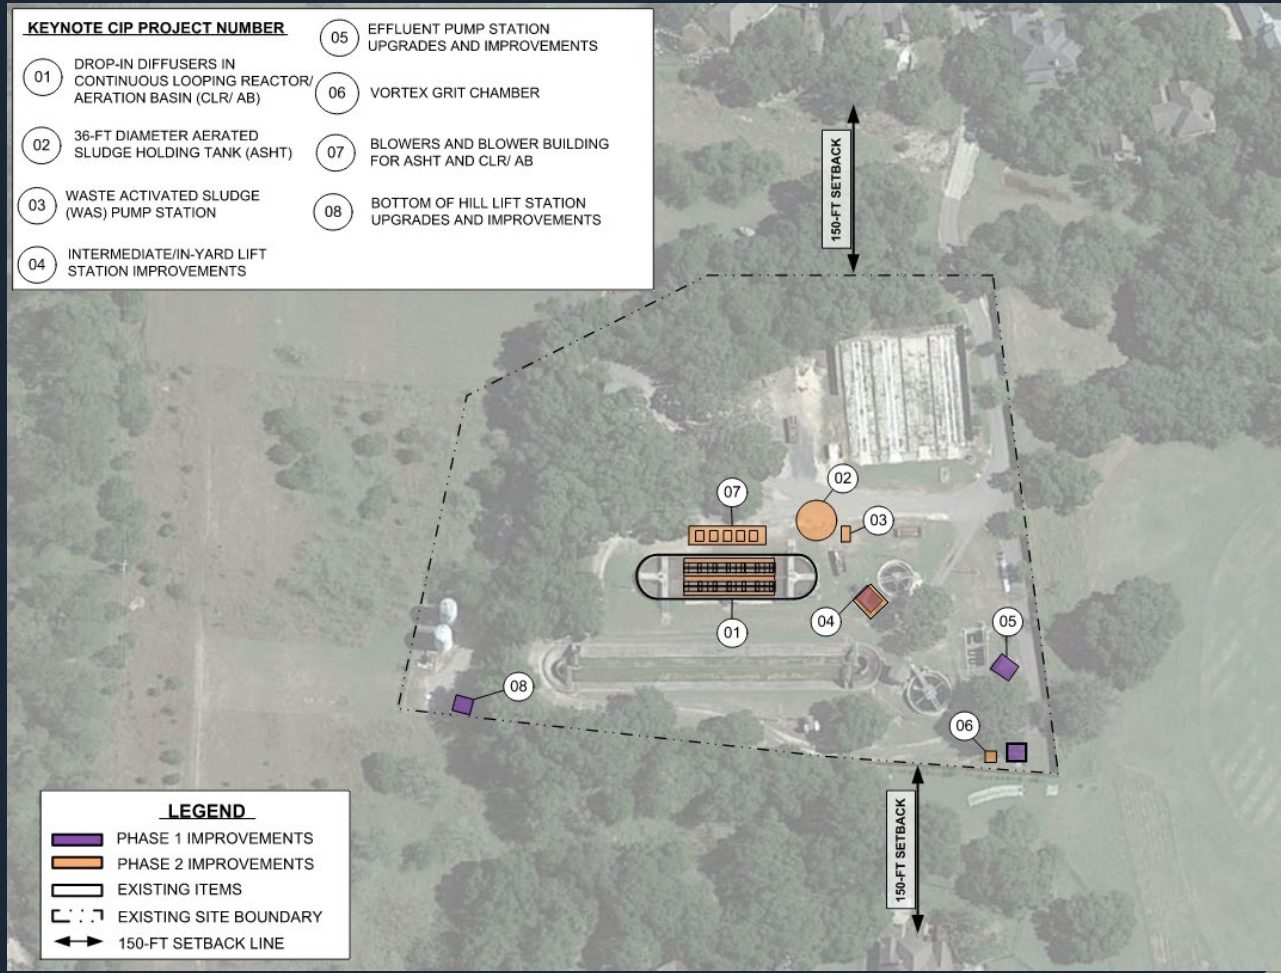 KEYNOTE CIP PROJECT NUMBER
01
DROP-IN DIFFUSERS IN
CONTINUOUS LOOPING REACTOR/
AERATION BASIN (CLR/ AB)
02
36-FT DIAMETER AERATED
SLUDGE HOLDING TANK (ASHT)
03
WASTE ACTIVATED SLUDGE
(WAS) PUMP STATION
04
INTERMEDIATE/IN-YARD LIFT
STATION IMPROVEMENTS
05
EFFLUENT PUMP STATION
UPGRADES AND IMPROVEMENTS
06
VORTEX GRIT CHAMBER
07
BLOWERS AND BLOWER BUILDING
FOR ASHT AND CLR/ AB
08
BOTTOM OF HILL LIFT STATION
UPGRADES AND IMPROVEMENTS
150-FT SETBACK
02
07
03
04
05
01
08
06
150-FT SETBACK
LEGEND
PHASE 1 IMPROVEMENTS
PHASE 2 IMPROVEMENTS
EXISTING ITEMS
EXISTING SITE BOUNDARY
150-FT SETBACK LINE